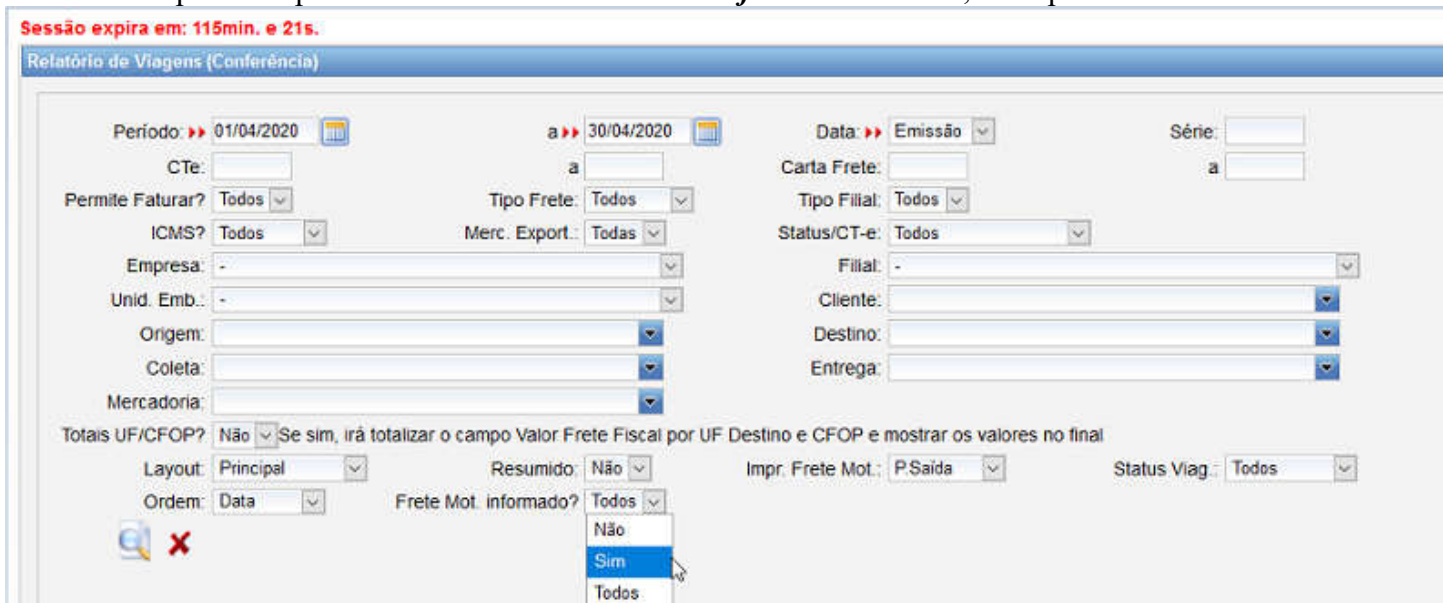 Sessão expira em: 115min. e 21s.
Relatório de Viagens (Conferência)
Período: 01/04/2020 a 30/04/2020 Data: Emissão Série:
CTe: a Carta Frete: a
Permite Faturar? Todos Tipo Frete: Todos Tipo Filial: Todos
ICMS? Todos Merc. Export.: Todas Status/CT-e: Todos
Empresa: - Filial: -
Unid. Emb.: - Cliente:
Origem: Destino:
Coleta: Entrega:
Mercadoria:
Totais UF/CFOP? Não Se sim, irá totalizar o campo Valor Frete Fiscal por UF Destino e CFOP e mostrar os valores no final
Layout: Principal Resumido: Não Impr. Frete Mot.: P.Saída Status Viag.: Todos
Ordem: Data Frete Mot. informado? Todos
Não
Sim
Todos